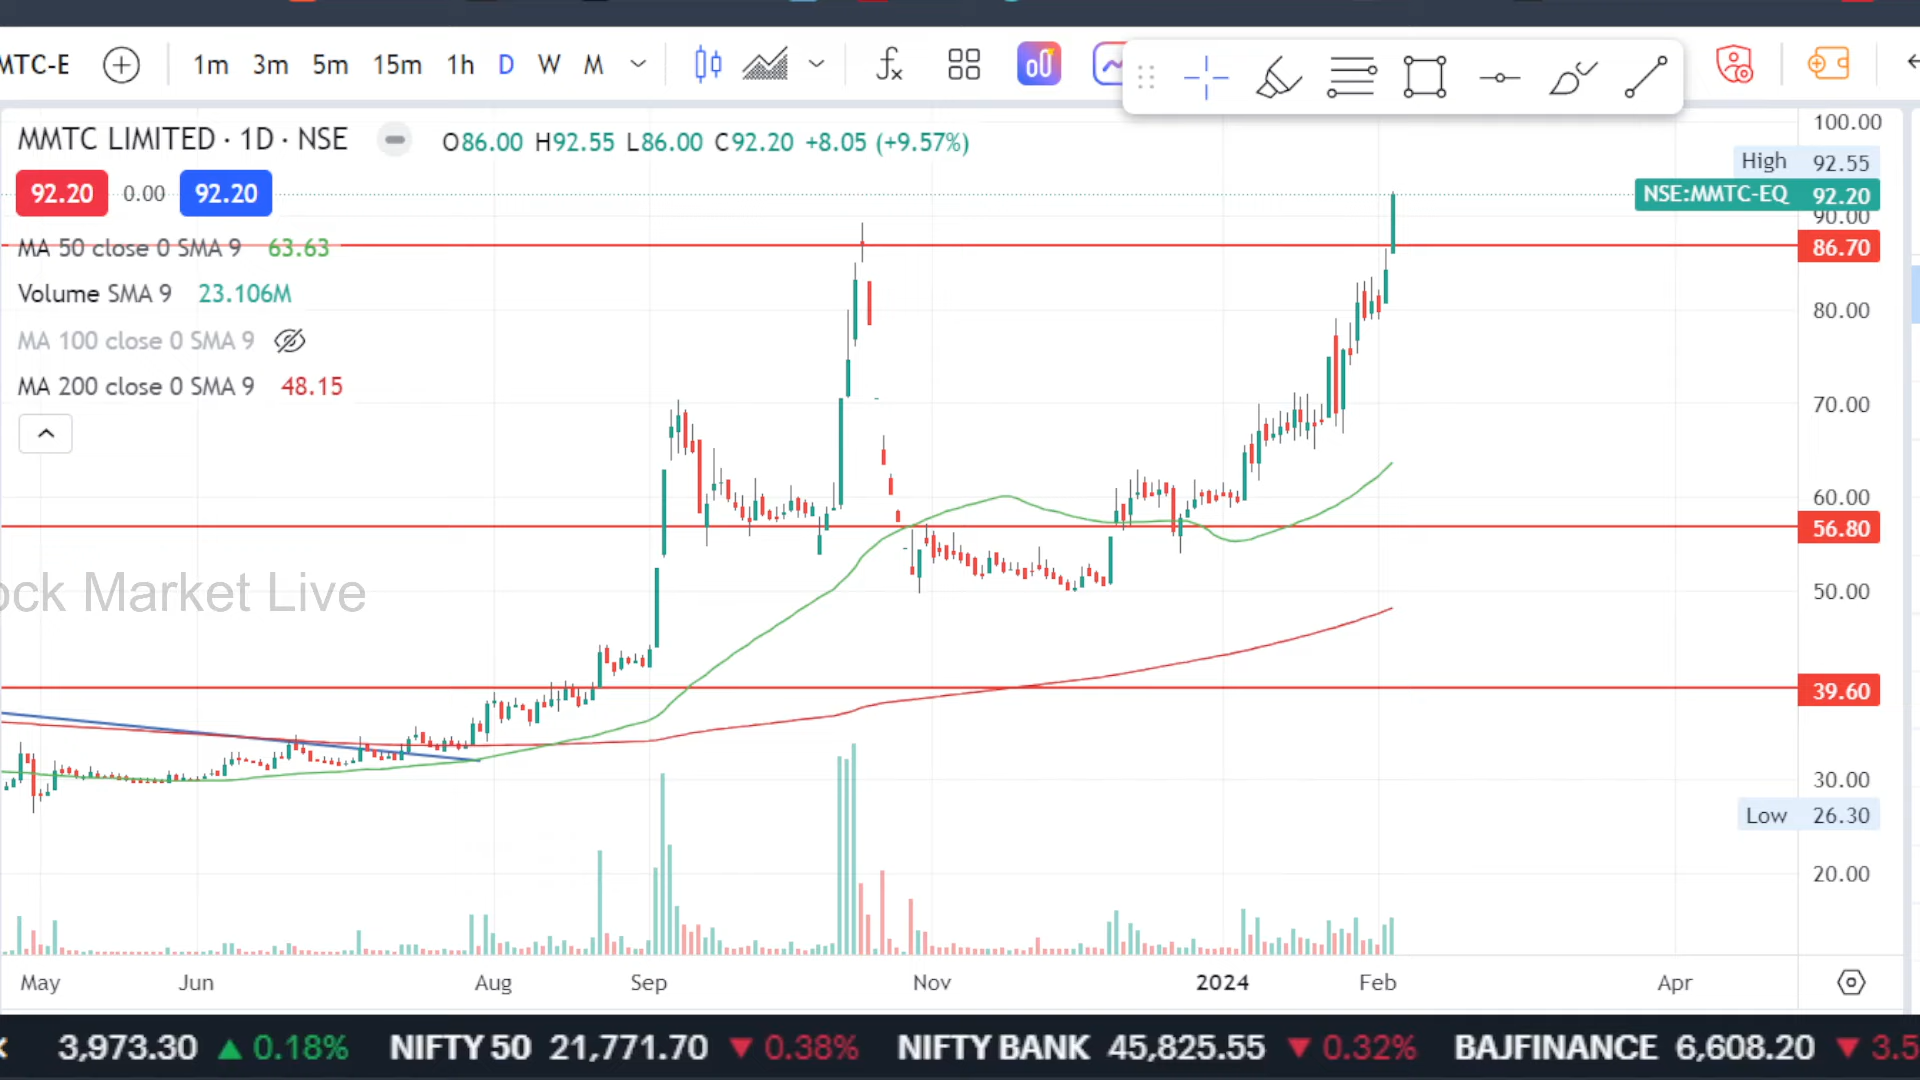 MTC-E 1m 3m 5m 15m 1h D W M
MMTC LIMITED · 1D · NSE O86.00 H92.55 L86.00 C92.20 +8.05 (+9.57%)
92.20 0.00 92.20
MA 50 close 0 SMA 9 63.63
Volume SMA 9 23.106M
MA 100 close 0 SMA 9
MA 200 close 0 SMA 9 48.15
100.00
High 92.55
NSE:MMTC-EQ 92.20
90.00
86.70
80.00
70.00
60.00
56.80
50.00
39.60
30.00
Low 26.30
20.00
ock Market Live
May Jun Aug Sep Nov 2024 Feb Apr
3,973.30 ▲ 0.18% NIFTY 50 21,771.70 ▼ 0.38% NIFTY BANK 45,825.55 ▼ 0.32% BAJFINANCE 6,608.20 ▼ 3.5